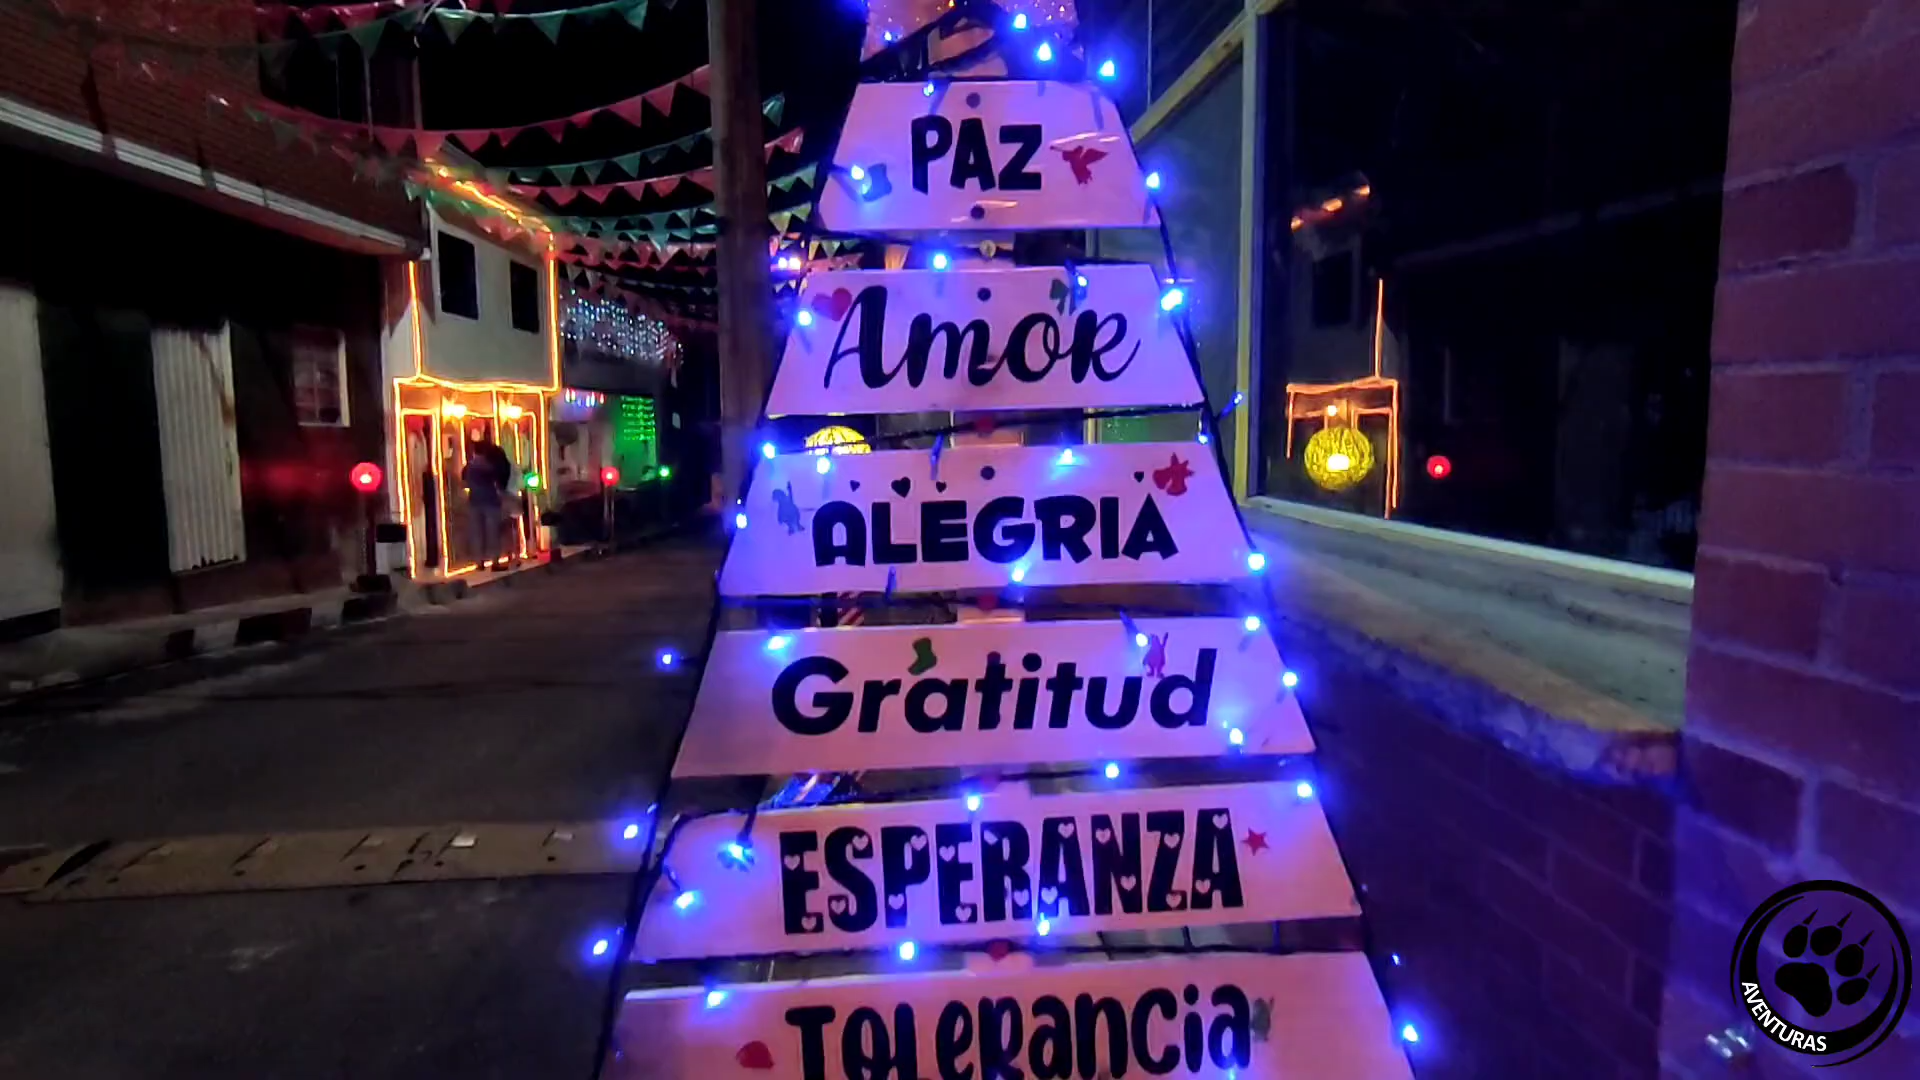 PAZ
Amor
ALEGRIA
Gratitud
ESPERANZA
TOLERANCIA
AVENTURAS